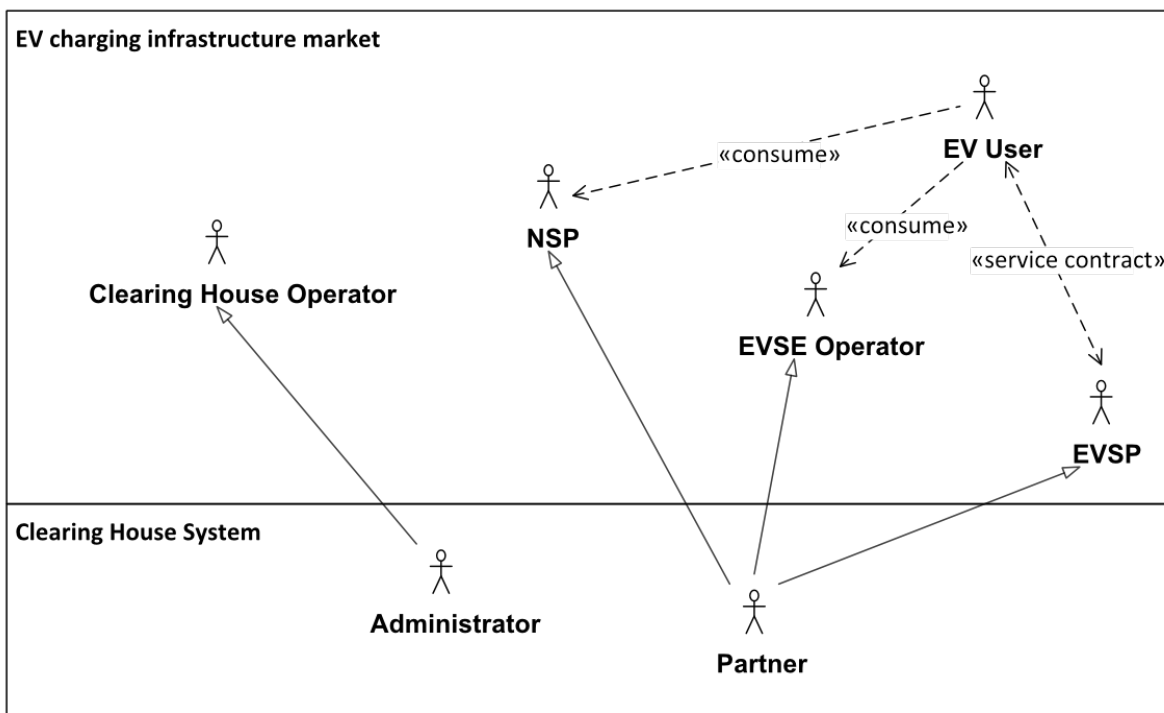 EV charging infrastructure market
EV User
«consume»
NSP
«consume»
«service contract»
Clearing House Operator
EVSE Operator
EVSP
Clearing House System
Administrator
Partner